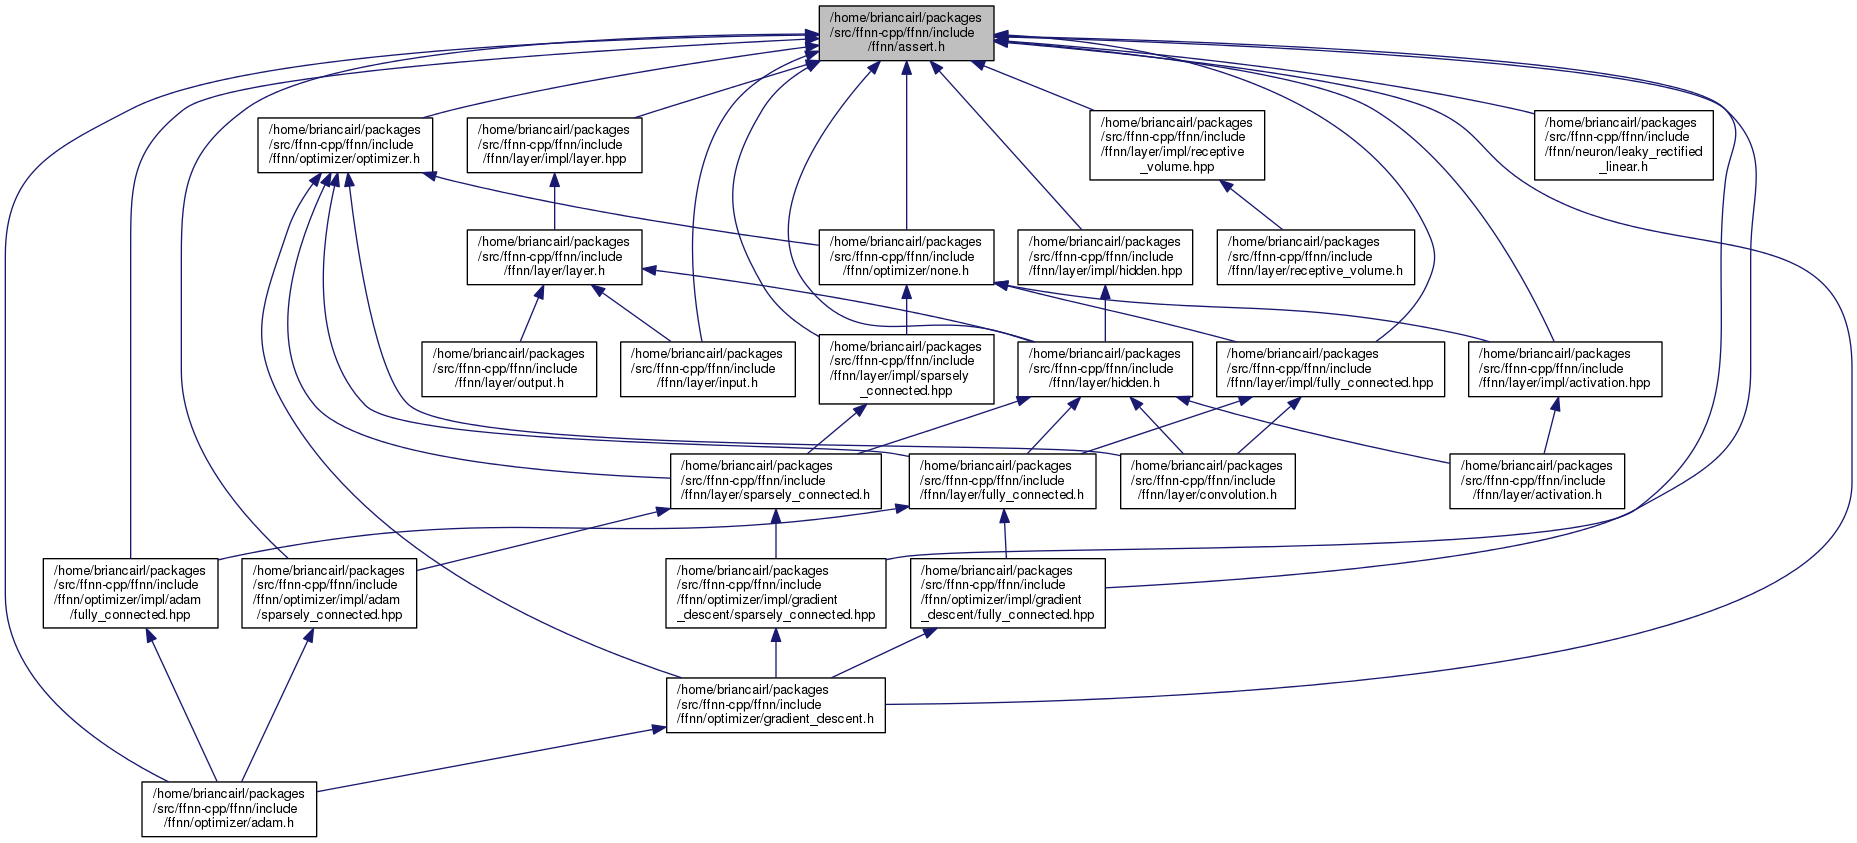 /home/briancairl/packages
/src/ffnn-cpp/ffnn/include
/ffnn/assert.h
/home/briancairl/packages
/src/ffnn-cpp/ffnn/include
/ffnn/optimizer/optimizer.h
/home/briancairl/packages
/src/ffnn-cpp/ffnn/include
/ffnn/layer/impl/layer.hpp
/home/briancairl/packages
/src/ffnn-cpp/ffnn/include
/ffnn/layer/impl/receptive
_volume.hpp
/home/briancairl/packages
/src/ffnn-cpp/ffnn/include
/ffnn/neuron/leaky_rectified
_linear.h
/home/briancairl/packages
/src/ffnn-cpp/ffnn/include
/ffnn/layer/layer.h
/home/briancairl/packages
/src/ffnn-cpp/ffnn/include
/ffnn/optimizer/none.h
/home/briancairl/packages
/src/ffnn-cpp/ffnn/include
/ffnn/layer/impl/hidden.hpp
/home/briancairl/packages
/src/ffnn-cpp/ffnn/include
/ffnn/layer/receptive_volume.h
/home/briancairl/packages
/src/ffnn-cpp/ffnn/include
/ffnn/layer/output.h
/home/briancairl/packages
/src/ffnn-cpp/ffnn/include
/ffnn/layer/input.h
/home/briancairl/packages
/src/ffnn-cpp/ffnn/include
/ffnn/layer/impl/sparsely
_connected.hpp
/home/briancairl/packages
/src/ffnn-cpp/ffnn/include
/ffnn/layer/hidden.h
/home/briancairl/packages
/src/ffnn-cpp/ffnn/include
/ffnn/layer/impl/fully_connected.hpp
/home/briancairl/packages
/src/ffnn-cpp/ffnn/include
/ffnn/layer/impl/activation.hpp
/home/briancairl/packages
/src/ffnn-cpp/ffnn/include
/ffnn/layer/sparsely_connected.h
/home/briancairl/packages
/src/ffnn-cpp/ffnn/include
/ffnn/layer/fully_connected.h
/home/briancairl/packages
/src/ffnn-cpp/ffnn/include
/ffnn/layer/convolution.h
/home/briancairl/packages
/src/ffnn-cpp/ffnn/include
/ffnn/layer/activation.h
/home/briancairl/packages
/src/ffnn-cpp/ffnn/include
/ffnn/optimizer/impl/adam
/fully_connected.hpp
/home/briancairl/packages
/src/ffnn-cpp/ffnn/include
/ffnn/optimizer/impl/adam
/sparsely_connected.hpp
/home/briancairl/packages
/src/ffnn-cpp/ffnn/include
/ffnn/optimizer/impl/gradient
_descent/sparsely_connected.hpp
/home/briancairl/packages
/src/ffnn-cpp/ffnn/include
/ffnn/optimizer/impl/gradient
_descent/fully_connected.hpp
/home/briancairl/packages
/src/ffnn-cpp/ffnn/include
/ffnn/optimizer/gradient_descent.h
/home/briancairl/packages
/src/ffnn-cpp/ffnn/include
/ffnn/optimizer/adam.h